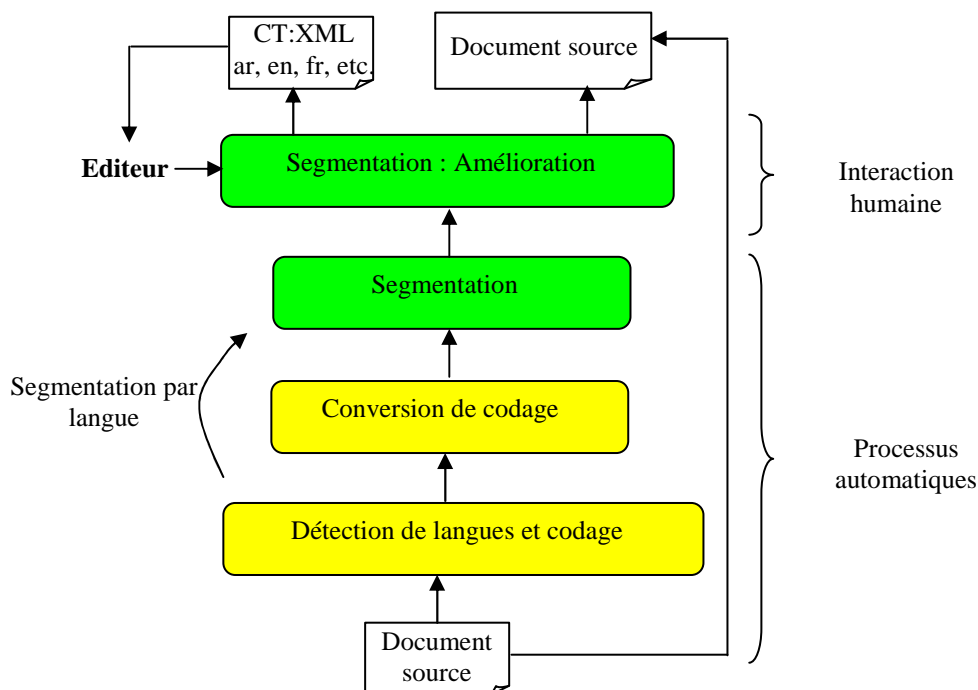 CT:XML
ar, en, fr, etc.
Document source
Editeur
Segmentation : Amélioration
Interaction
humaine
Segmentation
Segmentation par
langue
Conversion de codage
Processus
automatiques
Détection de langues et codage
Document
source